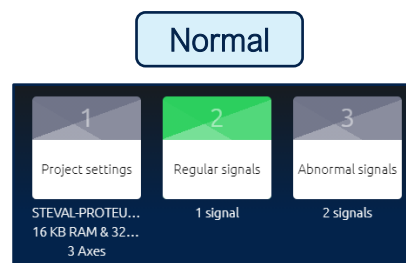 Normal
1
Project settings
STEVAL-PROTEU...
16 KB RAM & 32...
3 Axes
2
Regular signals
1 signal
3
Abnormal signals
2 signals